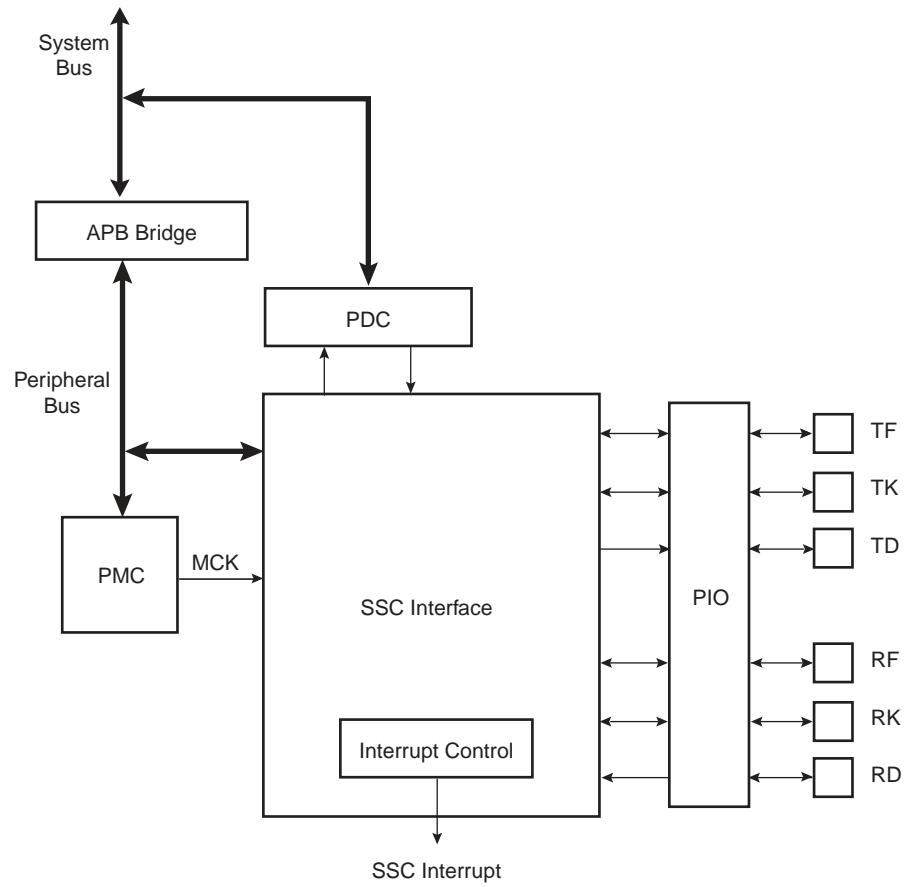 System
Bus
APB Bridge
PDC
Peripheral
Bus
PMC
MCK
SSC Interface
Interrupt Control
SSC Interrupt
PIO
TF
TK
TD
RF
RK
RD